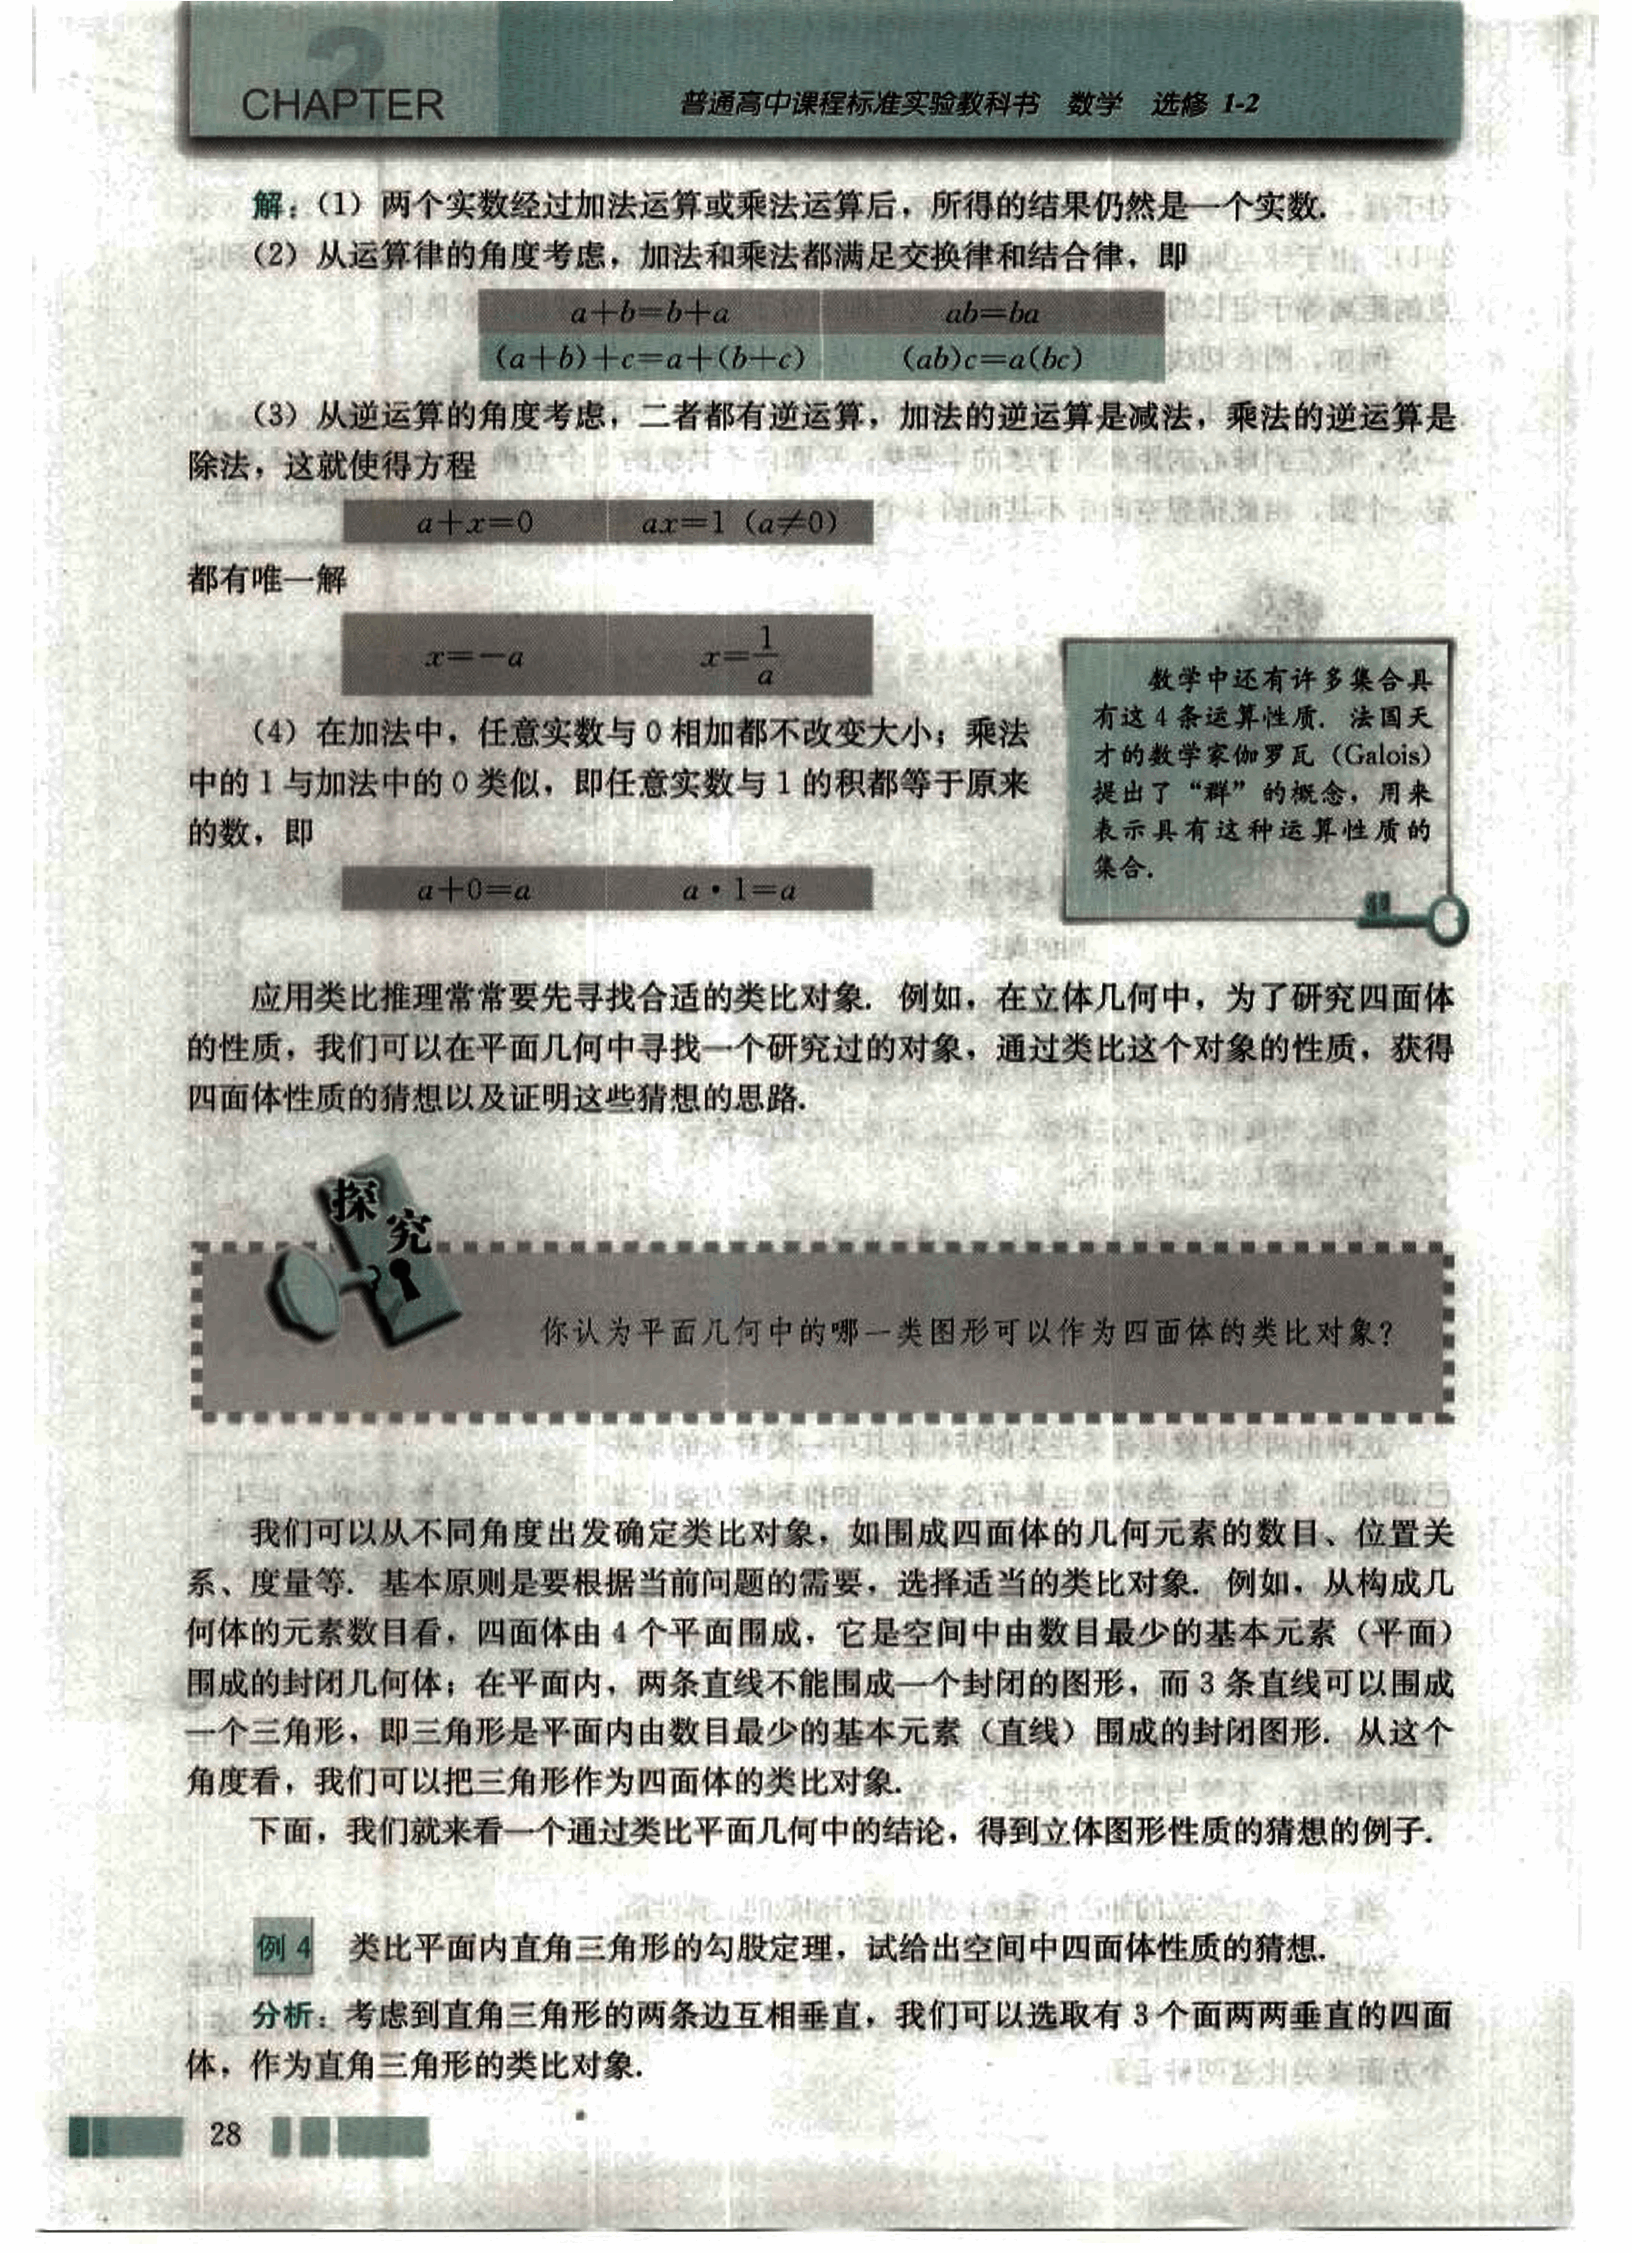 2
CHAPTER
普通高中课程标准实验教科书 数学 选修 1-2
解：（1）两个实数经过加法运算或乘法运算后，所得的结果仍然是一个实数.
（2）从运算律的角度考虑，加法和乘法都满足交换律和结合律，即
a+b=b+a ab=ba
(a+b)+c=a+(b+c) (ab)c=a(bc)
（3）从逆运算的角度考虑，二者都有逆运算，加法的逆运算是减法，乘法的逆运算是
除法，这就使得方程
a+x=0 ax=1 (a≠0)
都有唯一解
x=-a x=1/a
（4）在加法中，任意实数与 0 相加都不改变大小；乘法
中的 1 与加法中的 0 类似，即任意实数与 1 的积都等于原来
的数，即
a+0=a a·1=a
数学中还有许多集合具
有这 4 条运算性质. 法国天
才的数学家伽罗瓦（Galois）
提出了“群”的概念，用来
表示具有这种运算性质的
集合.
应用类比推理常常要先寻找合适的类比对象. 例如，在立体几何中，为了研究四面体
的性质，我们可以在平面几何中寻找一个研究过的对象，通过类比这个对象的性质，获得
四面体性质的猜想以及证明这些猜想的思路.
探究
你认为平面几何中的哪一类图形可以作为四面体的类比对象？
我们可以从不同角度出发确定类比对象，如围成四面体的几何元素的数目、位置关
系、度量等. 基本原则是要根据当前问题的需要，选择适当的类比对象. 例如，从构成几
何体的元素数目看，四面体由 4 个平面围成，它是空间中由数目最少的基本元素（平面）
围成的封闭几何体；在平面内，两条直线不能围成一个封闭的图形，而 3 条直线可以围成
一个三角形，即三角形是平面内由数目最少的基本元素（直线）围成的封闭图形. 从这个
角度看，我们可以把三角形作为四面体的类比对象.
下面，我们就来看一个通过类比平面几何中的结论，得到立体图形性质的猜想的例子.
例 4 类比平面内直角三角形的勾股定理，试给出空间中四面体性质的猜想.
分析：考虑到直角三角形的两条边互相垂直，我们可以选取有 3 个面两两垂直的四面
体，作为直角三角形的类比对象.
28